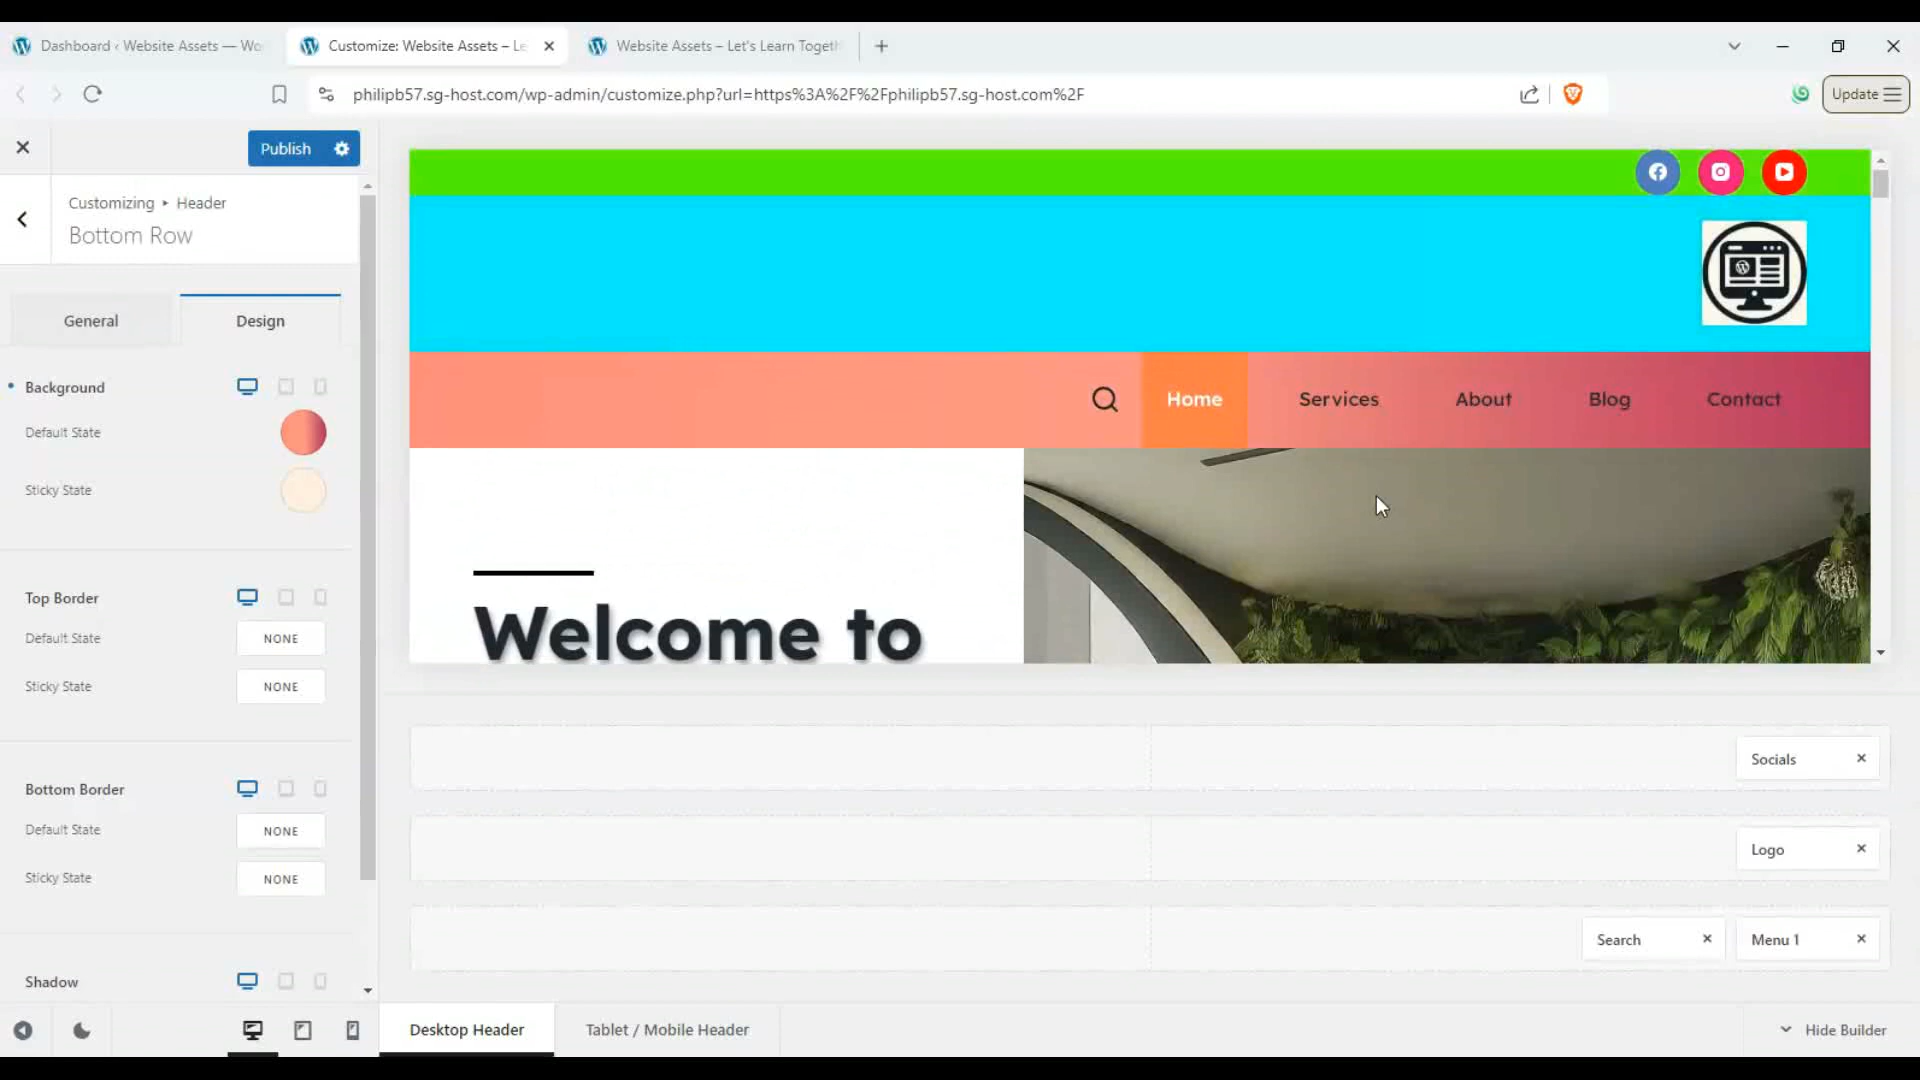 Dashboard ‹ Website Assets — Wo
Customize: Website Assets – Le
Website Assets – Let's Learn Togeth
philipb57.sg-host.com/wp-admin/customize.php?url=https%3A%2F%2Fphilipb57.sg-host.com%2F
Update
Publish
Customizing ▸ Header
Bottom Row
General
Design
Background
Default State
Sticky State
Top Border
Default State
NONE
Sticky State
NONE
Bottom Border
Default State
NONE
Sticky State
NONE
Shadow
Home
Services
About
Blog
Contact
Welcome to
Socials
Logo
Search
Menu 1
Desktop Header
Tablet / Mobile Header
Hide Builder